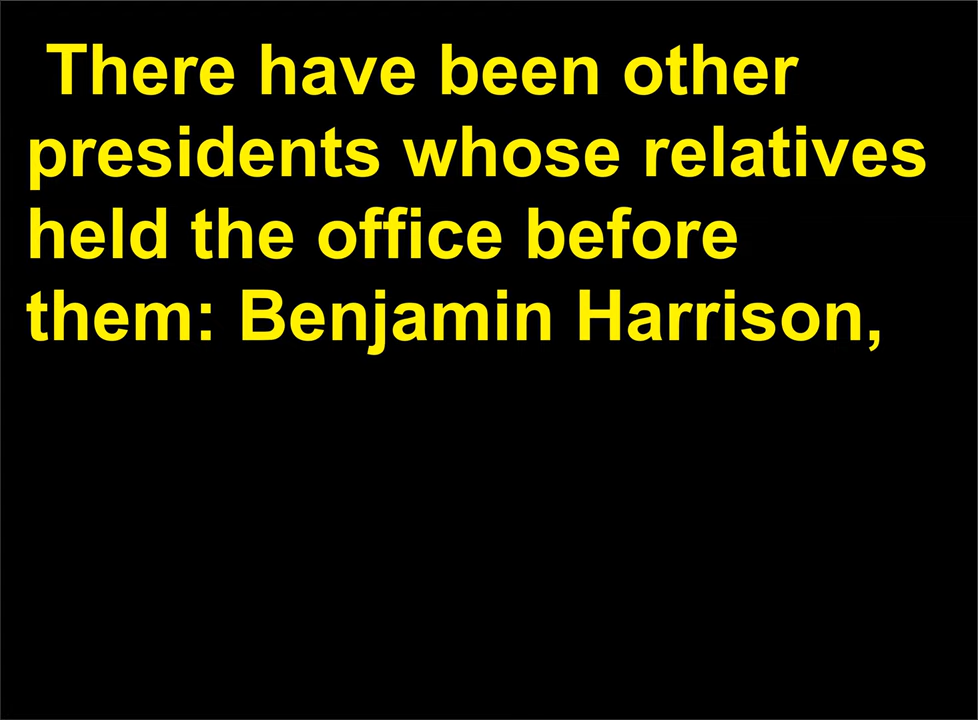 There have been other
presidents whose relatives
held the office before
them: Benjamin Harrison,